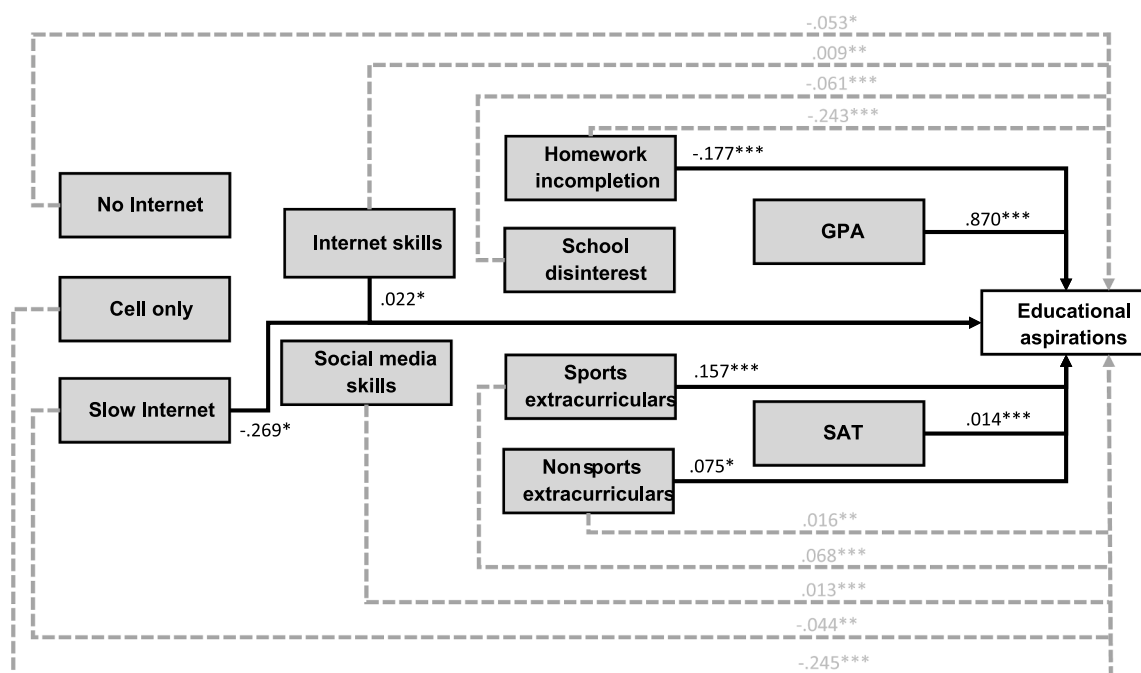 -.053*
.009**
-.061***
-.243***
Homework
incompletion
-.177***
No Internet
Internet skills
GPA
.870***
School
disinterest
Cell only
.022*
Educational
aspirations
Social media
skills
Sports
extracurriculars
.157***
Slow Internet
-.269*
SAT
.014***
Nonsports
extracurriculars
.075*
.016**
.068***
.013***
-.044**
-.245***